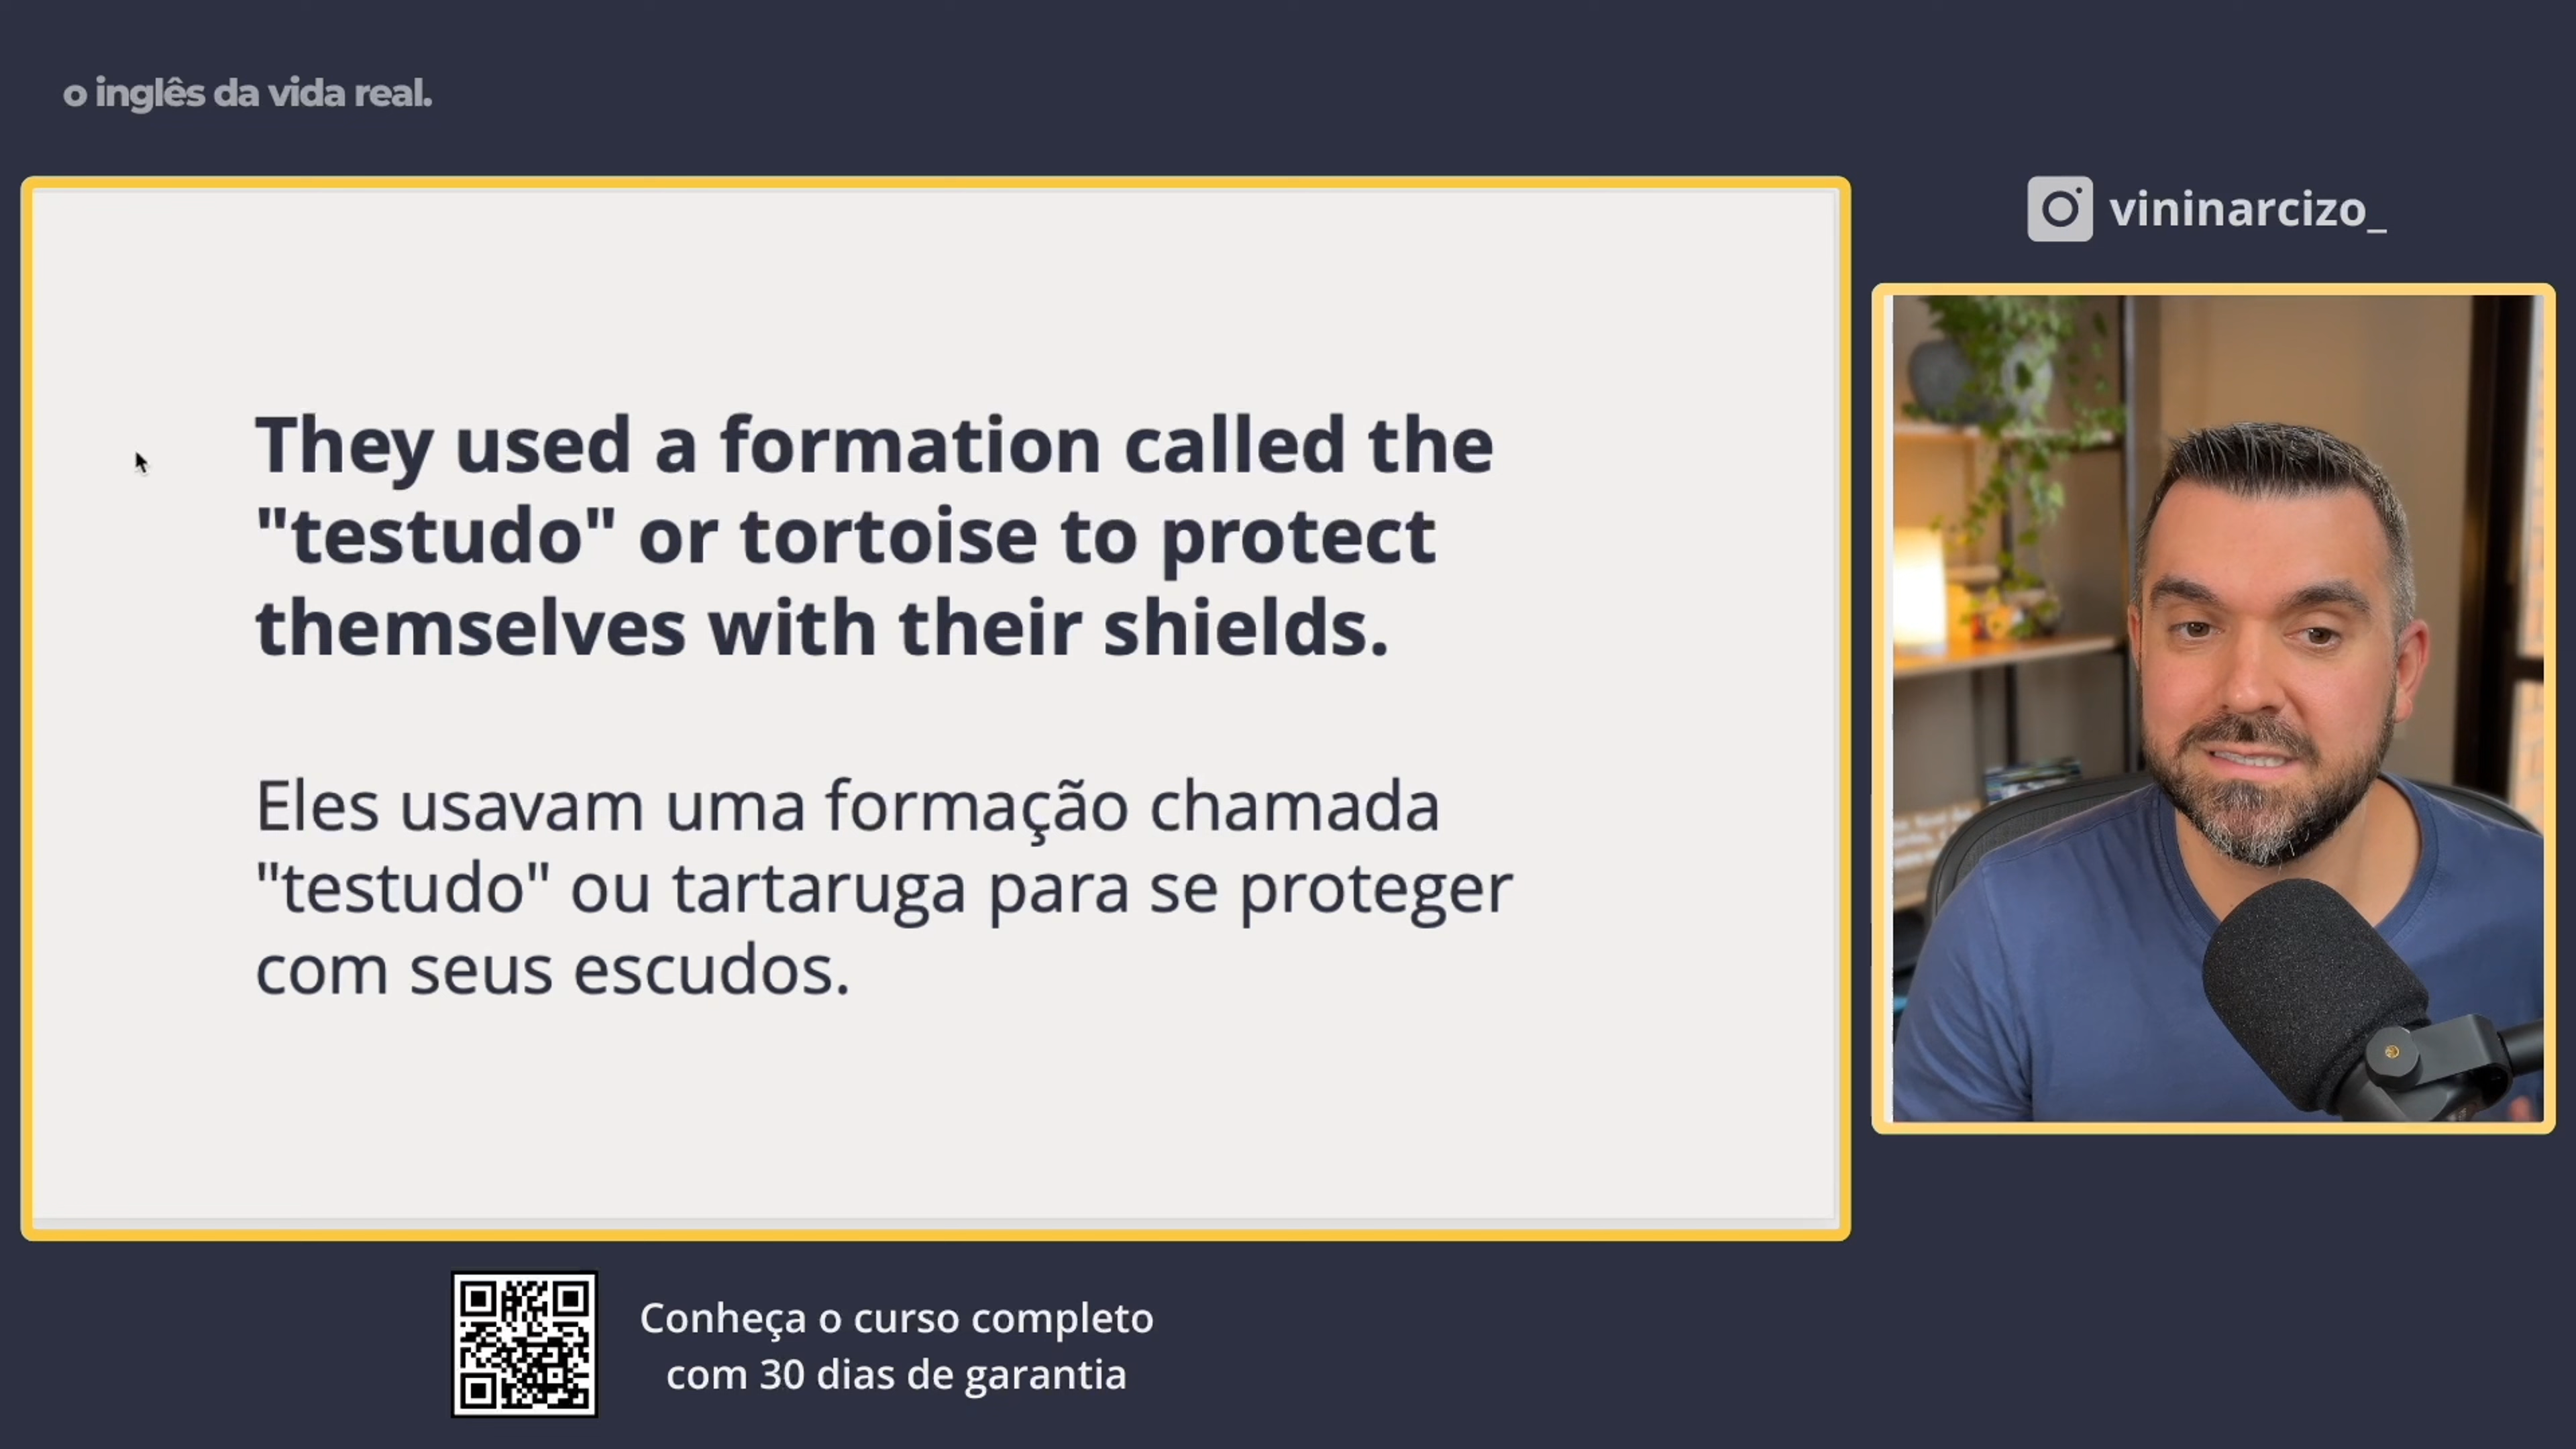 o inglês da vida real.
vininarcizo_
They used a formation called the
"testudo" or tortoise to protect
themselves with their shields.
Eles usavam uma formação chamada
"testudo" ou tartaruga para se proteger
com seus escudos.
Conheça o curso completo
com 30 dias de garantia